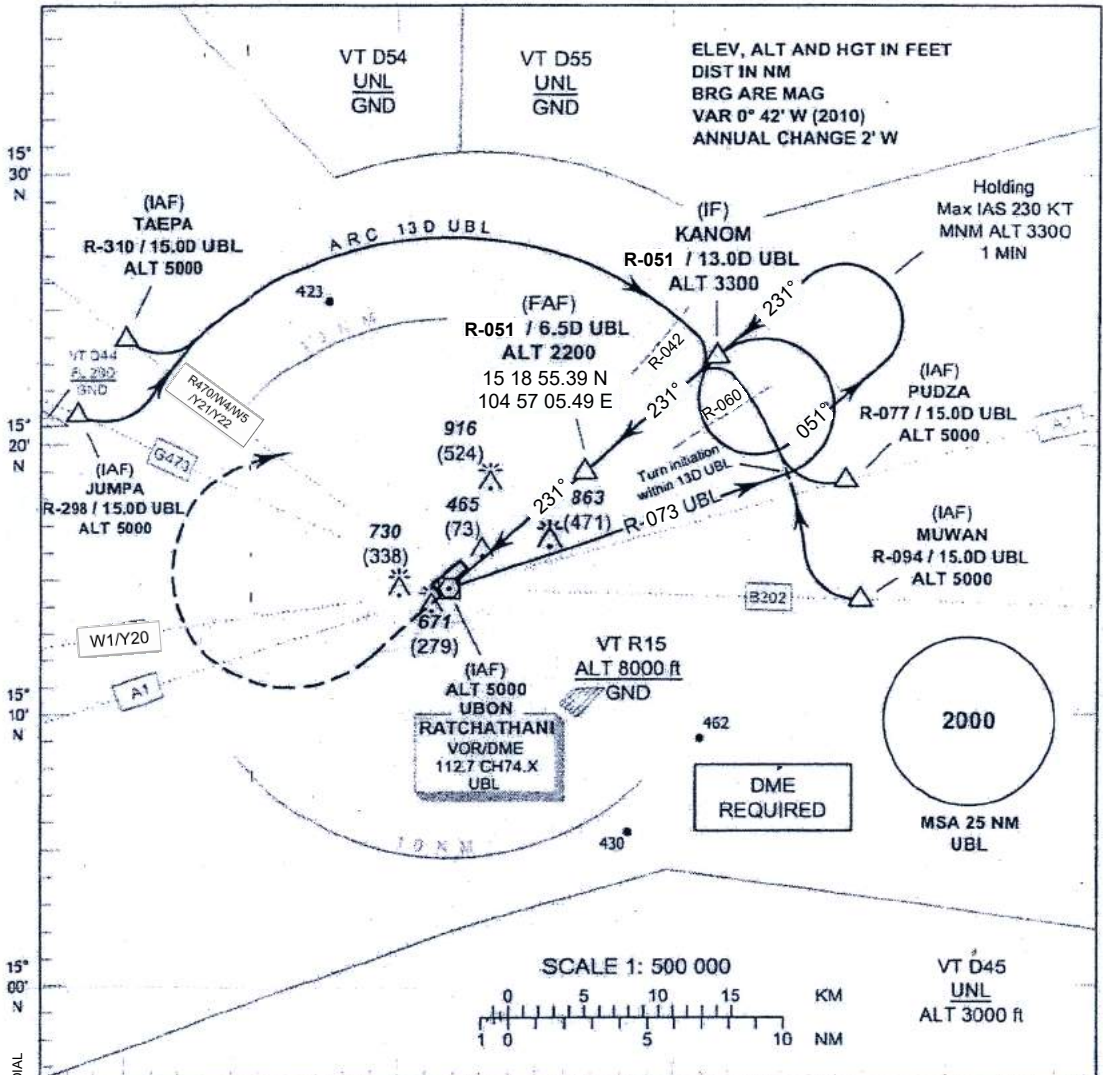 VT D54
UNL
GND
VT D55
UNL
GND
ELEV, ALT AND HGT IN FEET
DIST IN NM
BRG ARE MAG
VAR 0° 42' W (2010)
ANNUAL CHANGE 2' W
15°
30'
N
(IAF)
TAEPA
R-310 / 15.0D UBL
ALT 5000
ARC 13D UBL
(IF)
KANOM
R-051 / 13.0D UBL
ALT 3300
Holding
Max IAS 230 KT
MNM ALT 3300
1 MIN
423
(FAF)
R-051 / 6.5D UBL
ALT 2200
15 18 55.39 N
104 57 05.49 E
231°
R-042
231°
R-060
051°
(IAF)
PUDZA
R-077 / 15.0D UBL
ALT 5000
VT D44
FL 290
GND
R470/W4/W5
/Y21/Y22
15°
20'
N
G473
A1
(IAF)
JUMPA
R-298 / 15.0D UBL
ALT 5000
916
(524)
465
(73)
231°
863
(471)
Turn initiation
within 13D UBL
R-073 UBL
730
(338)
(IAF)
MUWAN
R-094 / 15.0D UBL
ALT 5000
B202
W1/Y20
671
(279)
A1
VT R15
ALT 8000 ft
GND
(IAF)
ALT 5000
UBON
RATCHATHANI
VOR/DME
112.7 CH74.X
UBL
15°
10'
N
462
2000
DME
REQUIRED
MSA 25 NM
UBL
430
10 NM
15°
00'
N
SCALE 1: 500 000
0 5 10 15 KM
1 0 5 10 NM
VT D45
UNL
ALT 3000 ft